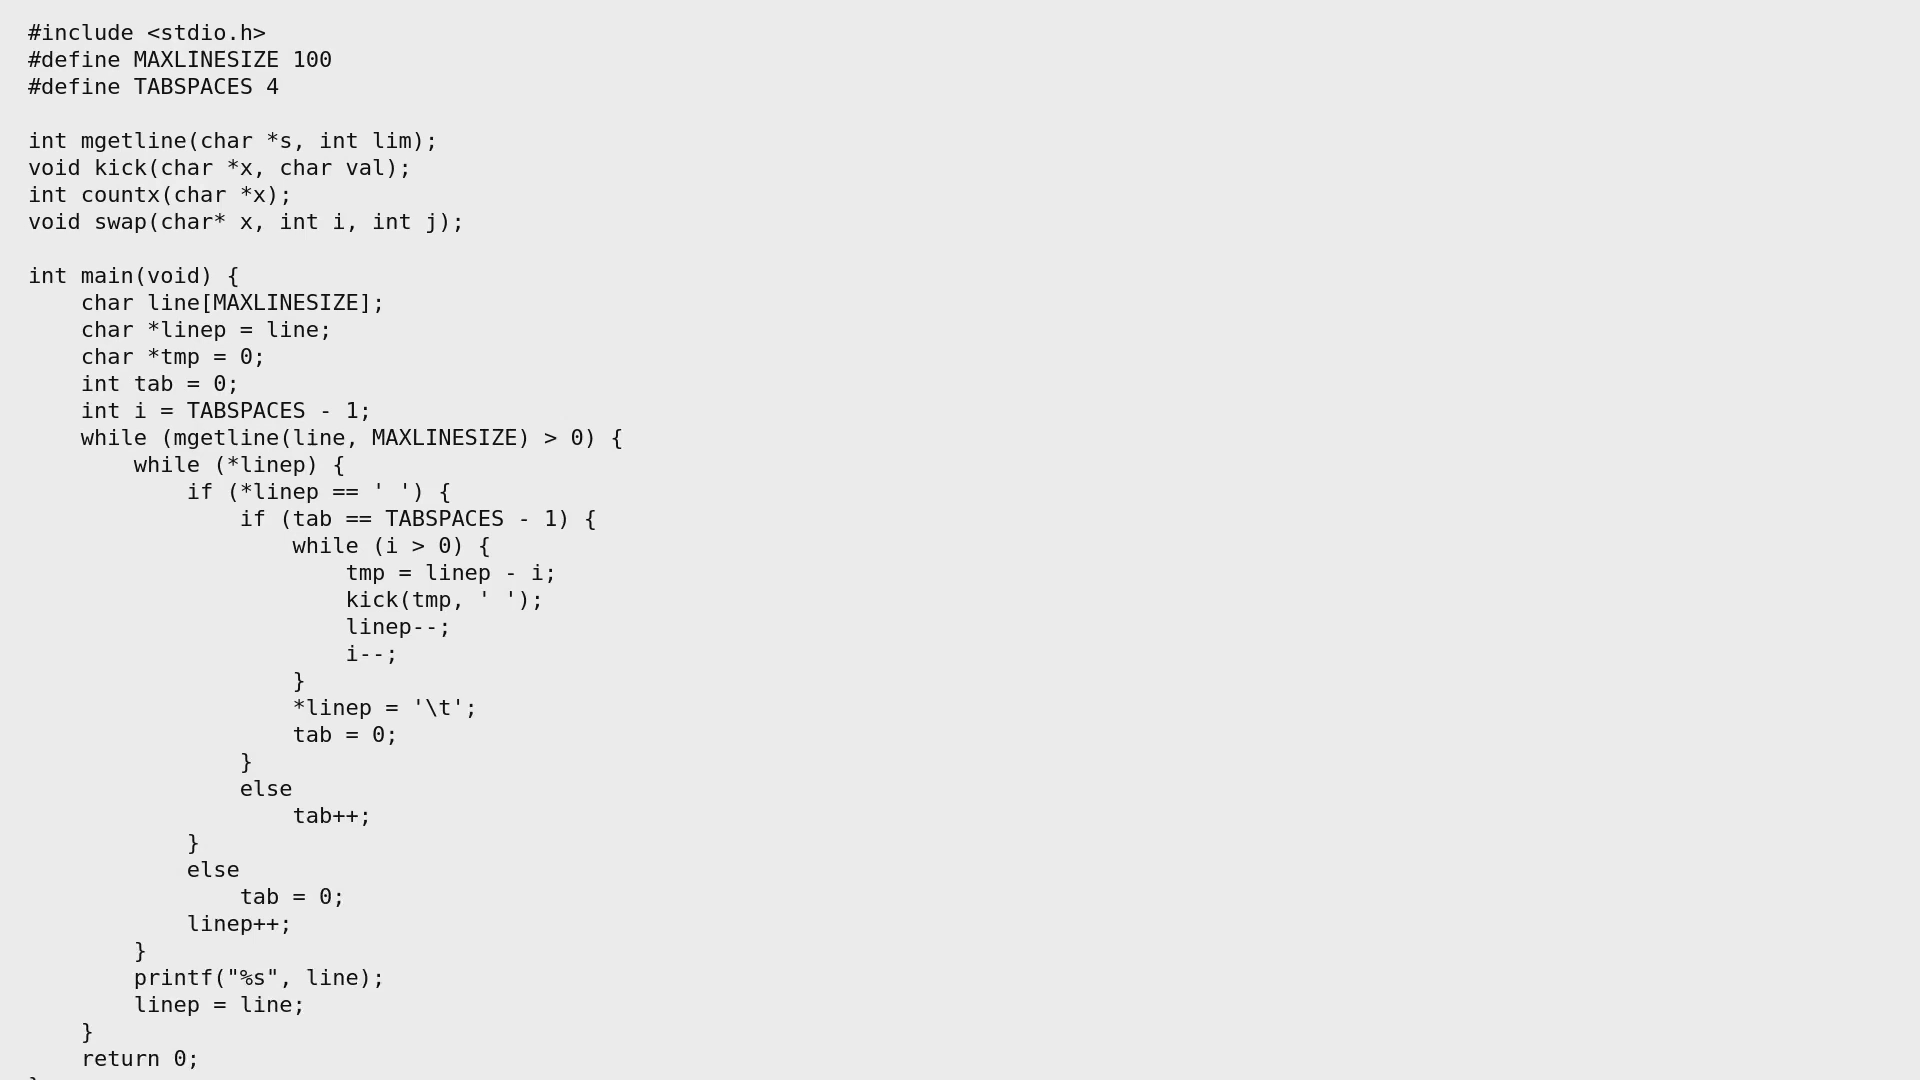 #include <stdio.h>
#define MAXLINESIZE 100
#define TABSPACES 4

int mgetline(char *s, int lim);
void kick(char *x, char val);
int countx(char *x);
void swap(char* x, int i, int j);

int main(void) {
    char line[MAXLINESIZE];
    char *linep = line;
    char *tmp = 0;
    int tab = 0;
    int i = TABSPACES - 1;
    while (mgetline(line, MAXLINESIZE) > 0) {
        while (*linep) {
            if (*linep == ' ') {
                if (tab == TABSPACES - 1) {
                    while (i > 0) {
                        tmp = linep - i;
                        kick(tmp, ' ');
                        linep--;
                        i--;
                    }
                    *linep = '\t';
                    tab = 0;
                }
                else
                    tab++;
            }
            else
                tab = 0;
            linep++;
        }
        printf("%s", line);
        linep = line;
    }
    return 0;
}